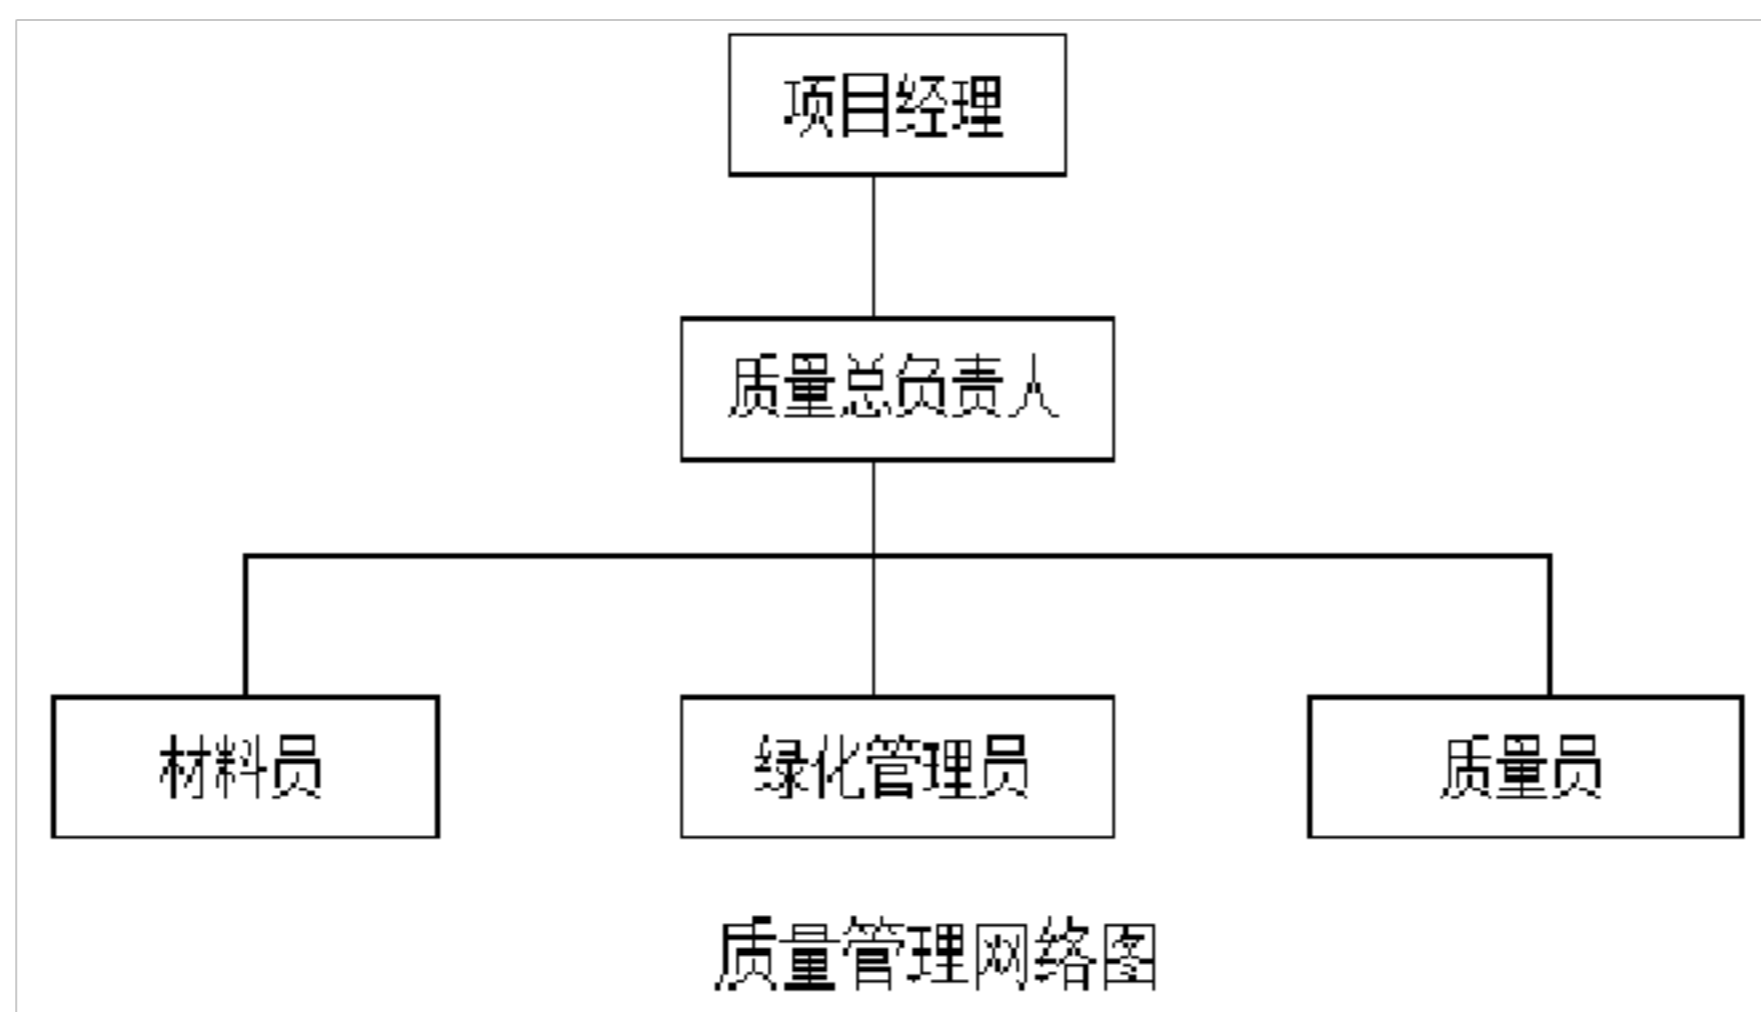 项目经理
质量总负责人
材料员
绿化管理员
质量员
质量管理网络图